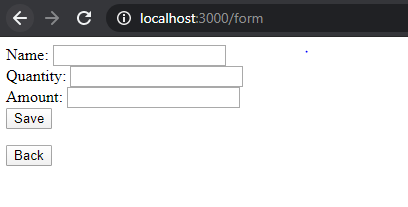 localhost:3000/form
Name:
Quantity:
Amount:
Save
Back